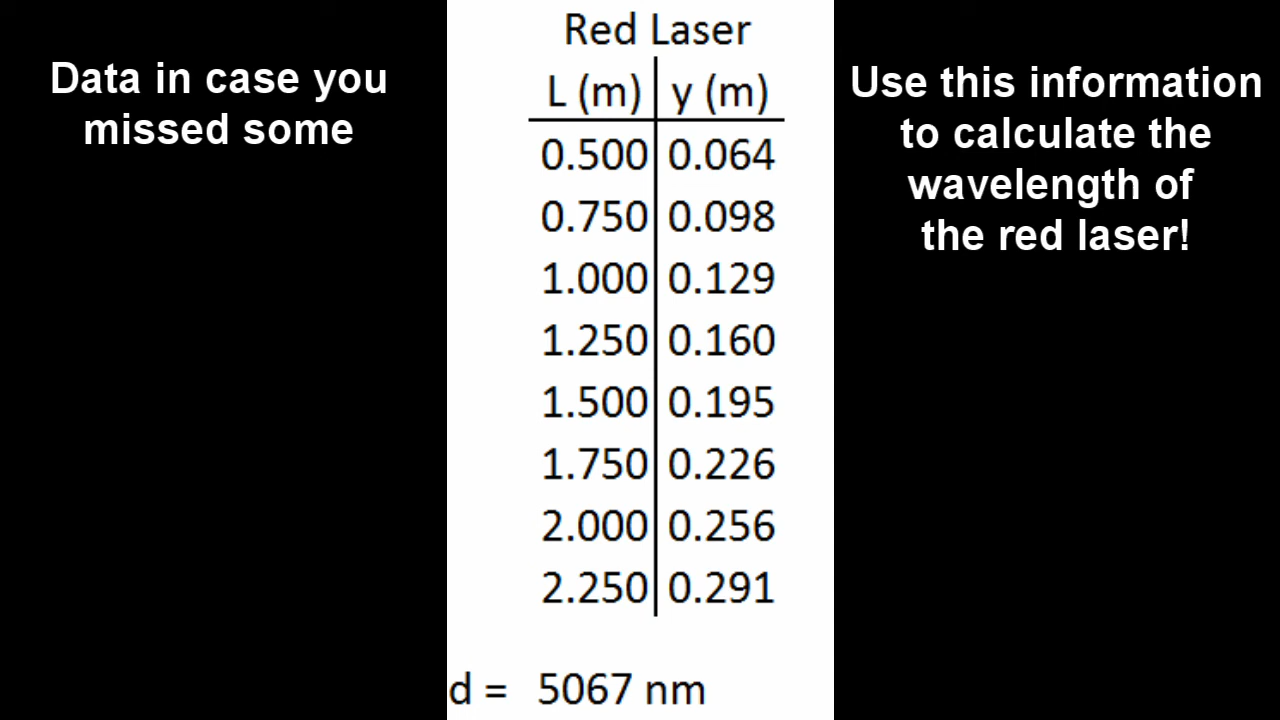 Data in case you
missed some
Red Laser
L (m) y (m)
0.500 0.064
0.750 0.098
1.000 0.129
1.250 0.160
1.500 0.195
1.750 0.226
2.000 0.256
2.250 0.291
d = 5067 nm
Use this information
to calculate the
wavelength of
the red laser!